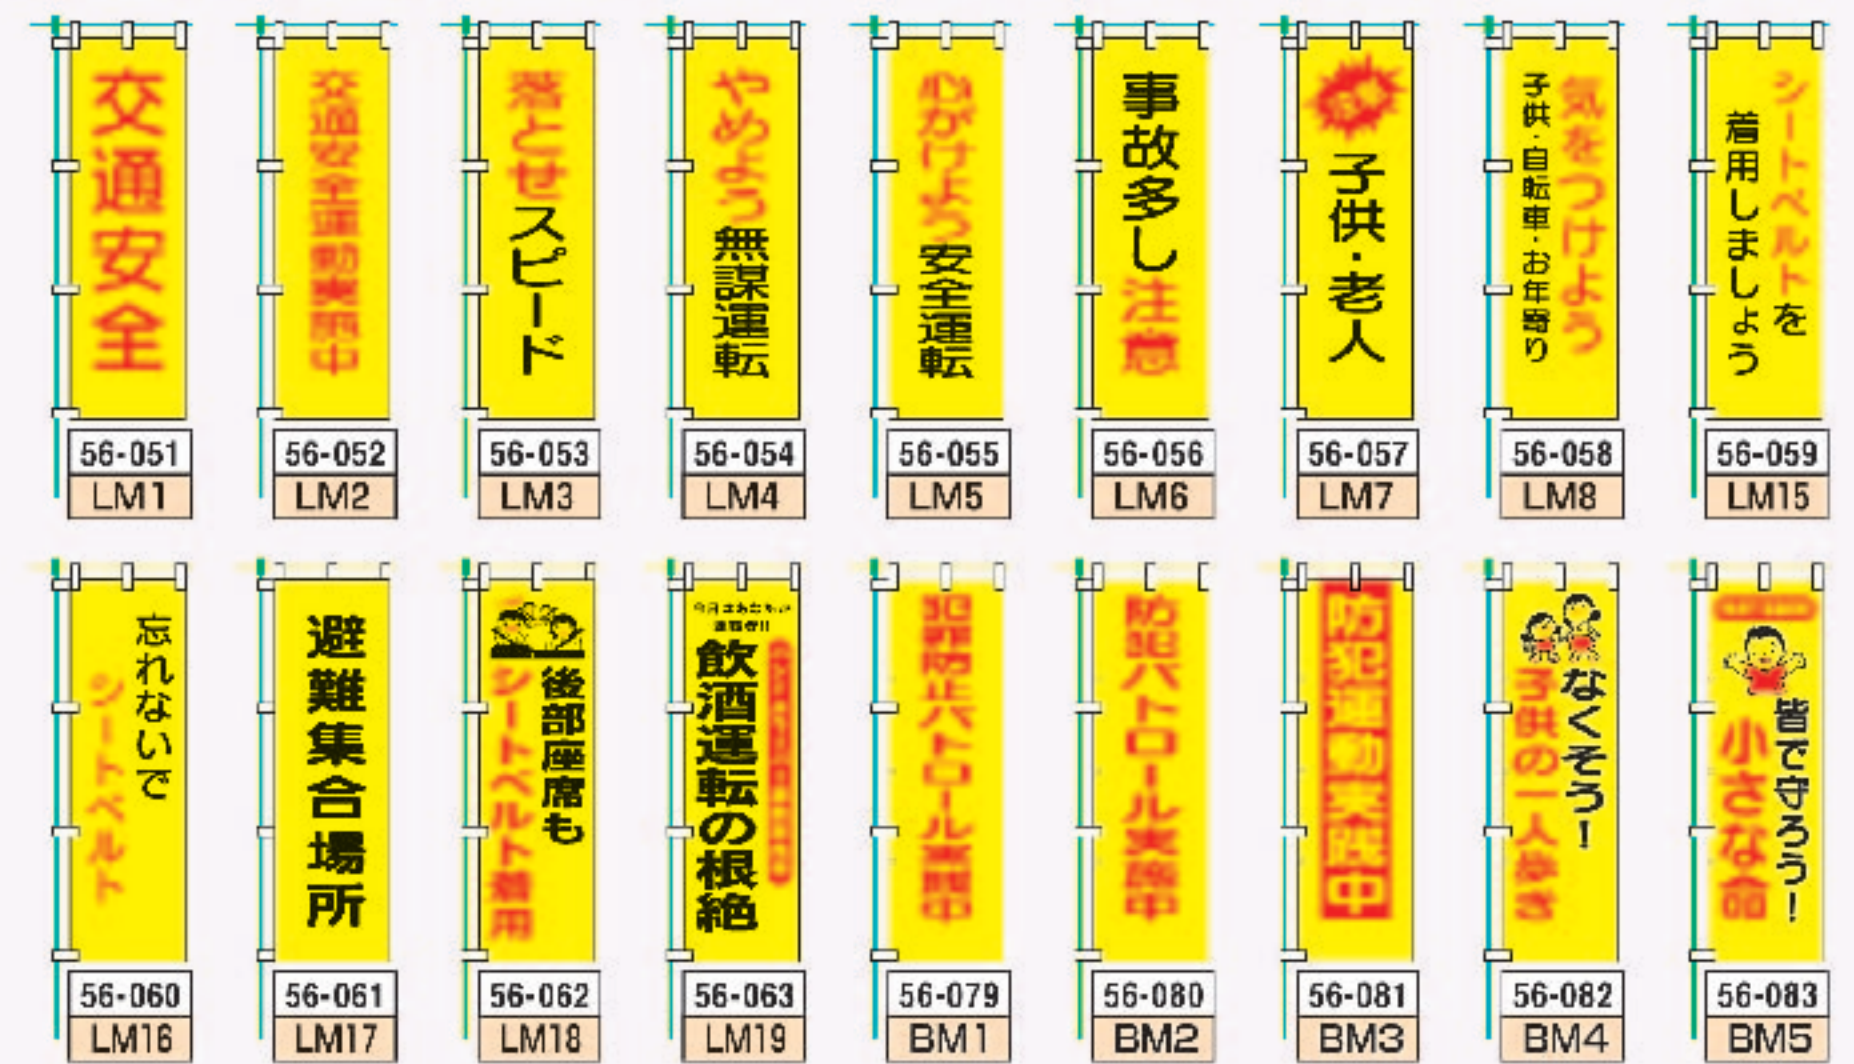 交通安全
56-051
LM1
交通安全運動実施中
56-052
LM2
落とせスピード
56-053
LM3
やめよう無謀運転
56-054
LM4
心がけよう安全運転
56-055
LM5
事故多し注意
56-056
LM6
子供・老人
56-057
LM7
気をつけよう
子供・自転車・お年寄り
56-058
LM8
シートベルトを
着用しましょう
56-059
LM15
忘れないで
シートベルト
56-060
LM16
避難集合場所
56-061
LM17
後部座席も
シートベルト着用
56-062
LM18
飲酒運転の根絶
56-063
LM19
犯罪防止パトロール実施中
56-079
BM1
防犯パトロール実施中
56-080
BM2
防犯運動実施中
56-081
BM3
なくそう！
子供の一人歩き
56-082
BM4
皆で守ろう！
小さな命
56-083
BM5